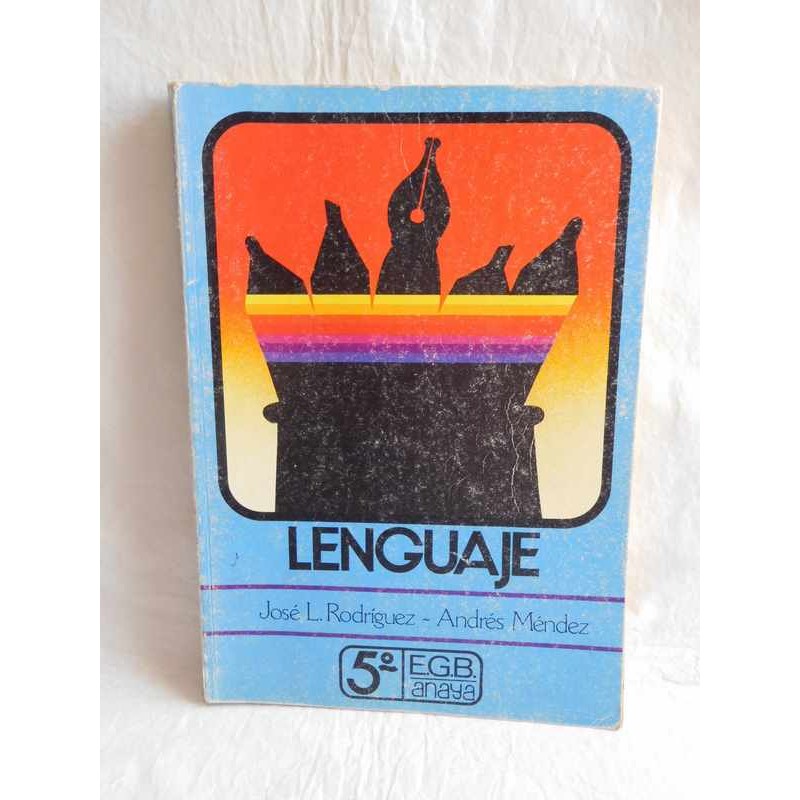 LENGUAJE
José L. Rodríguez - Andrés Méndez
5º E.G.B.
anaya